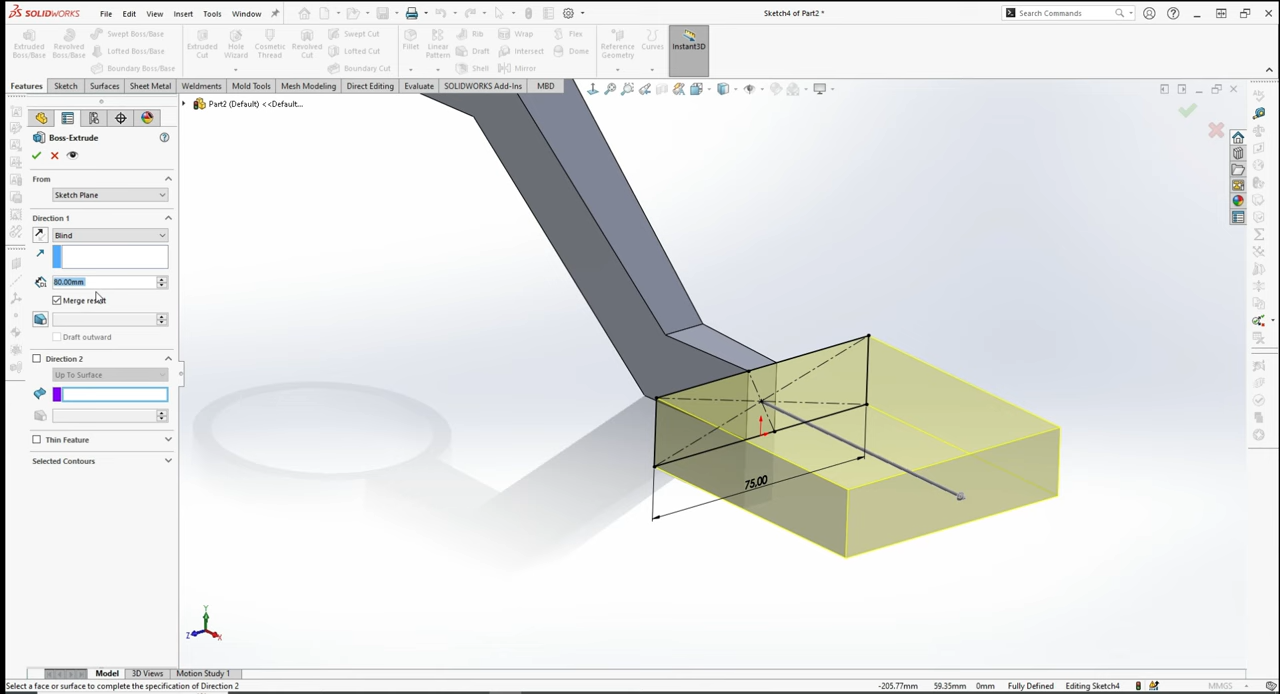 SOLIDWORKS File Edit View Insert Tools Window Sketch4 of Part2 * Search Commands
Extruded Boss/Base
Revolved Boss/Base
Swept Boss/Base
Lofted Boss/Base
Boundary Boss/Base
Extruded Cut
Hole Wizard
Cosmetic Thread
Revolved Cut
Swept Cut
Lofted Cut
Boundary Cut
Fillet
Linear Pattern
Rib
Draft
Shell
Wrap
Intersect
Mirror
Flex
Dome
Reference Geometry
Curves
Instant3D
Features Sketch Surfaces Sheet Metal Weldments Mold Tools Mesh Modeling Direct Editing Evaluate SOLIDWORKS Add-Ins MBD
Part2 (Default) <<Default...
Boss-Extrude
From
Sketch Plane
Direction 1
Blind
80.00mm
Merge result
Draft outward
Direction 2
Up To Surface
Thin Feature
Selected Contours
75,00
Y
Z
X
Model 3D Views Motion Study 1
Select a face or surface to complete the specification of Direction 2 -205.77mm 59.35mm 0mm Fully Defined Editing Sketch4 MMGS